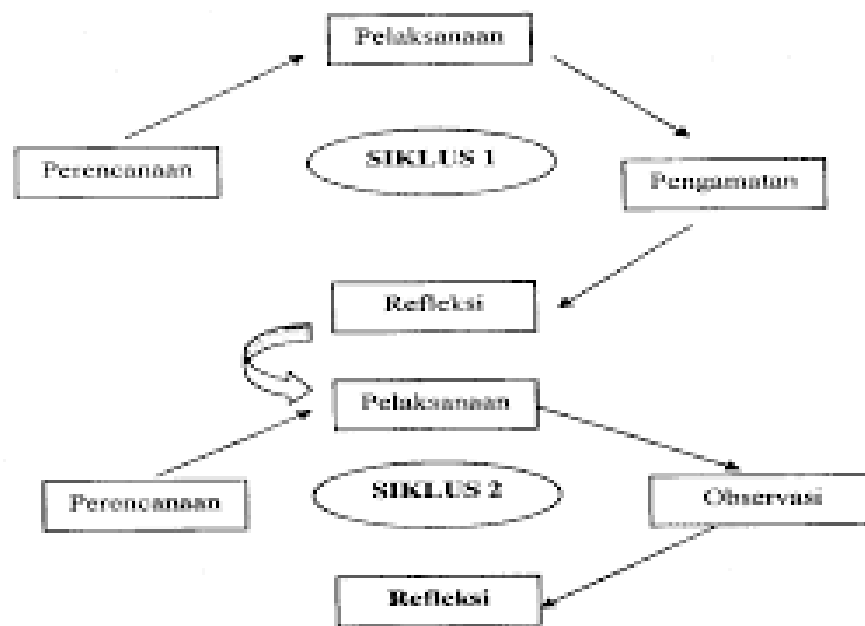 Pelaksanaan
Perencanaan
SIKLUS 1
Pengamatan
Refleksi
Pelaksanaan
Perencanaan
SIKLUS 2
Observasi
Refleksi